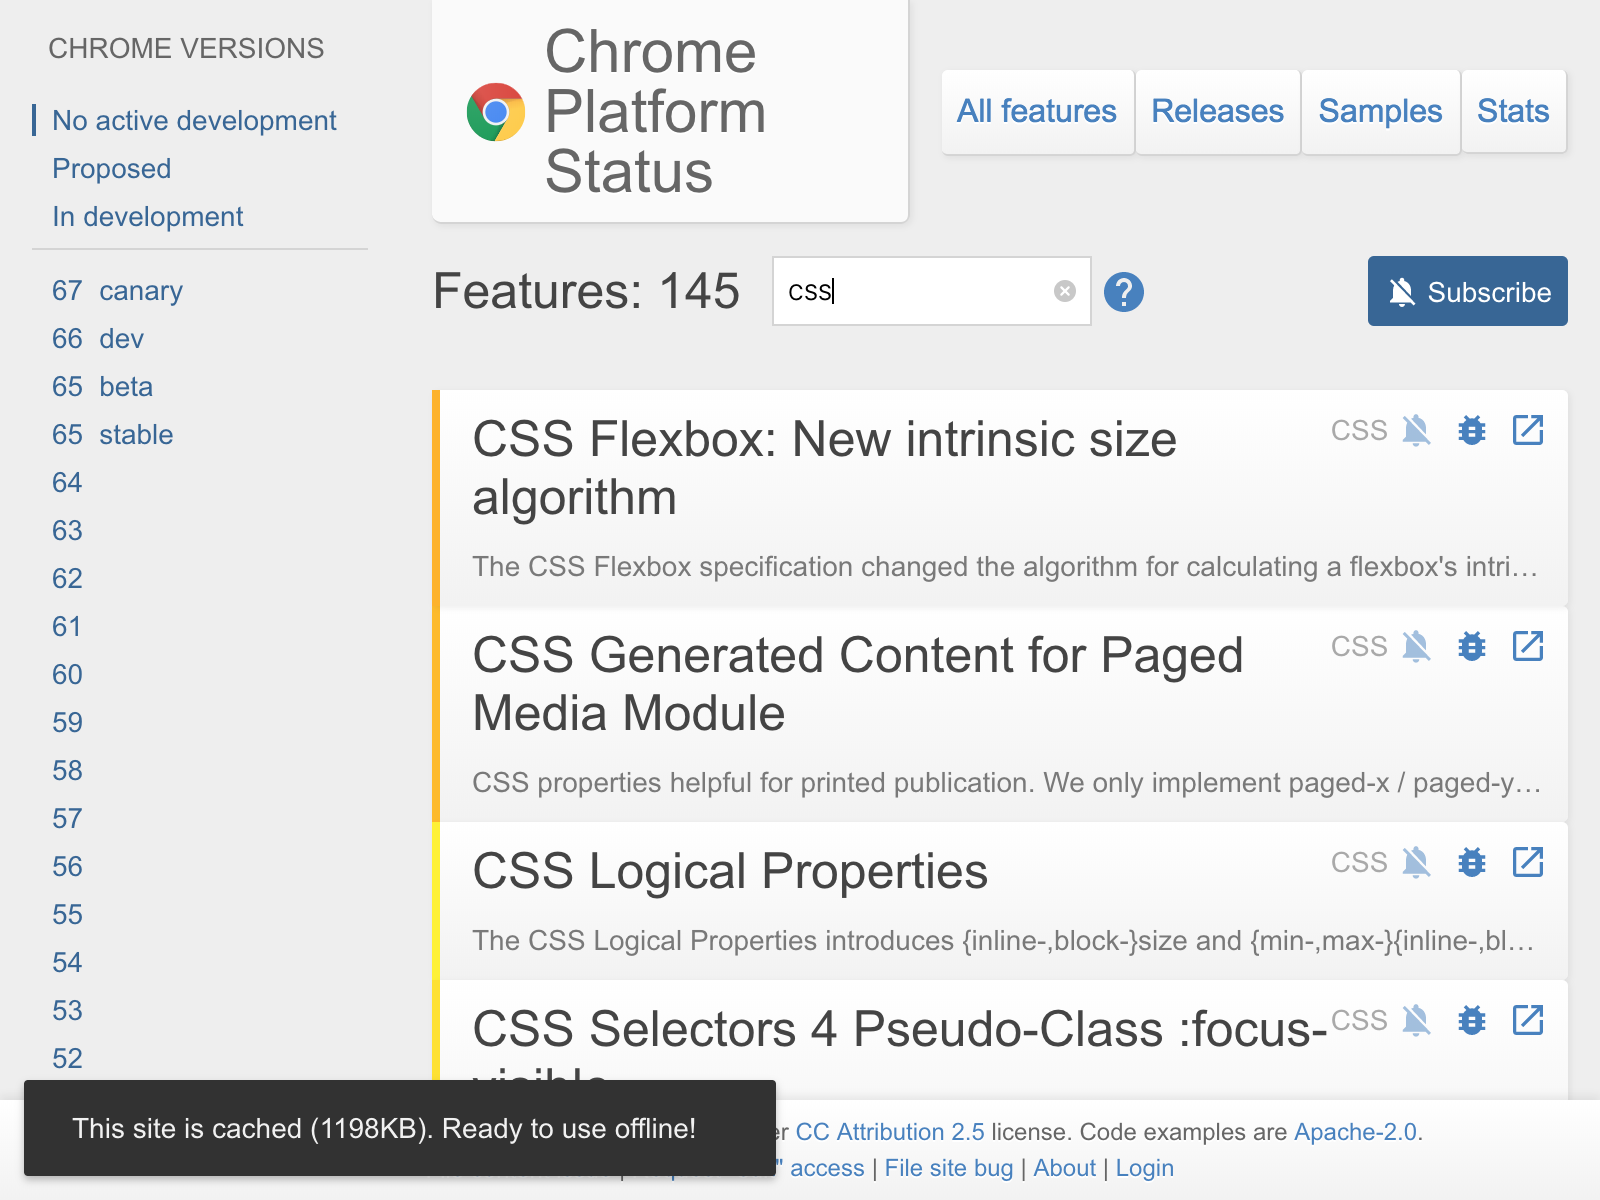 CHROME VERSIONS
No active development
Proposed
In development
67 canary
66 dev
65 beta
65 stable
64
63
62
61
60
59
58
57
56
55
54
53
52
Chrome
Platform
Status
All features
Releases
Samples
Stats
Features: 145
css
?
Subscribe
CSS Flexbox: New intrinsic size
algorithm
CSS
The CSS Flexbox specification changed the algorithm for calculating a flexbox's intri…
CSS Generated Content for Paged
Media Module
CSS
CSS properties helpful for printed publication. We only implement paged-x / paged-y…
CSS Logical Properties
CSS
The CSS Logical Properties introduces {inline-,block-}size and {min-,max-}{inline-,bl…
CSS Selectors 4 Pseudo-Class :focus-
CSS
This site is cached (1198KB). Ready to use offline!
CC Attribution 2.5 license. Code examples are Apache-2.0.
" access | File site bug | About | Login